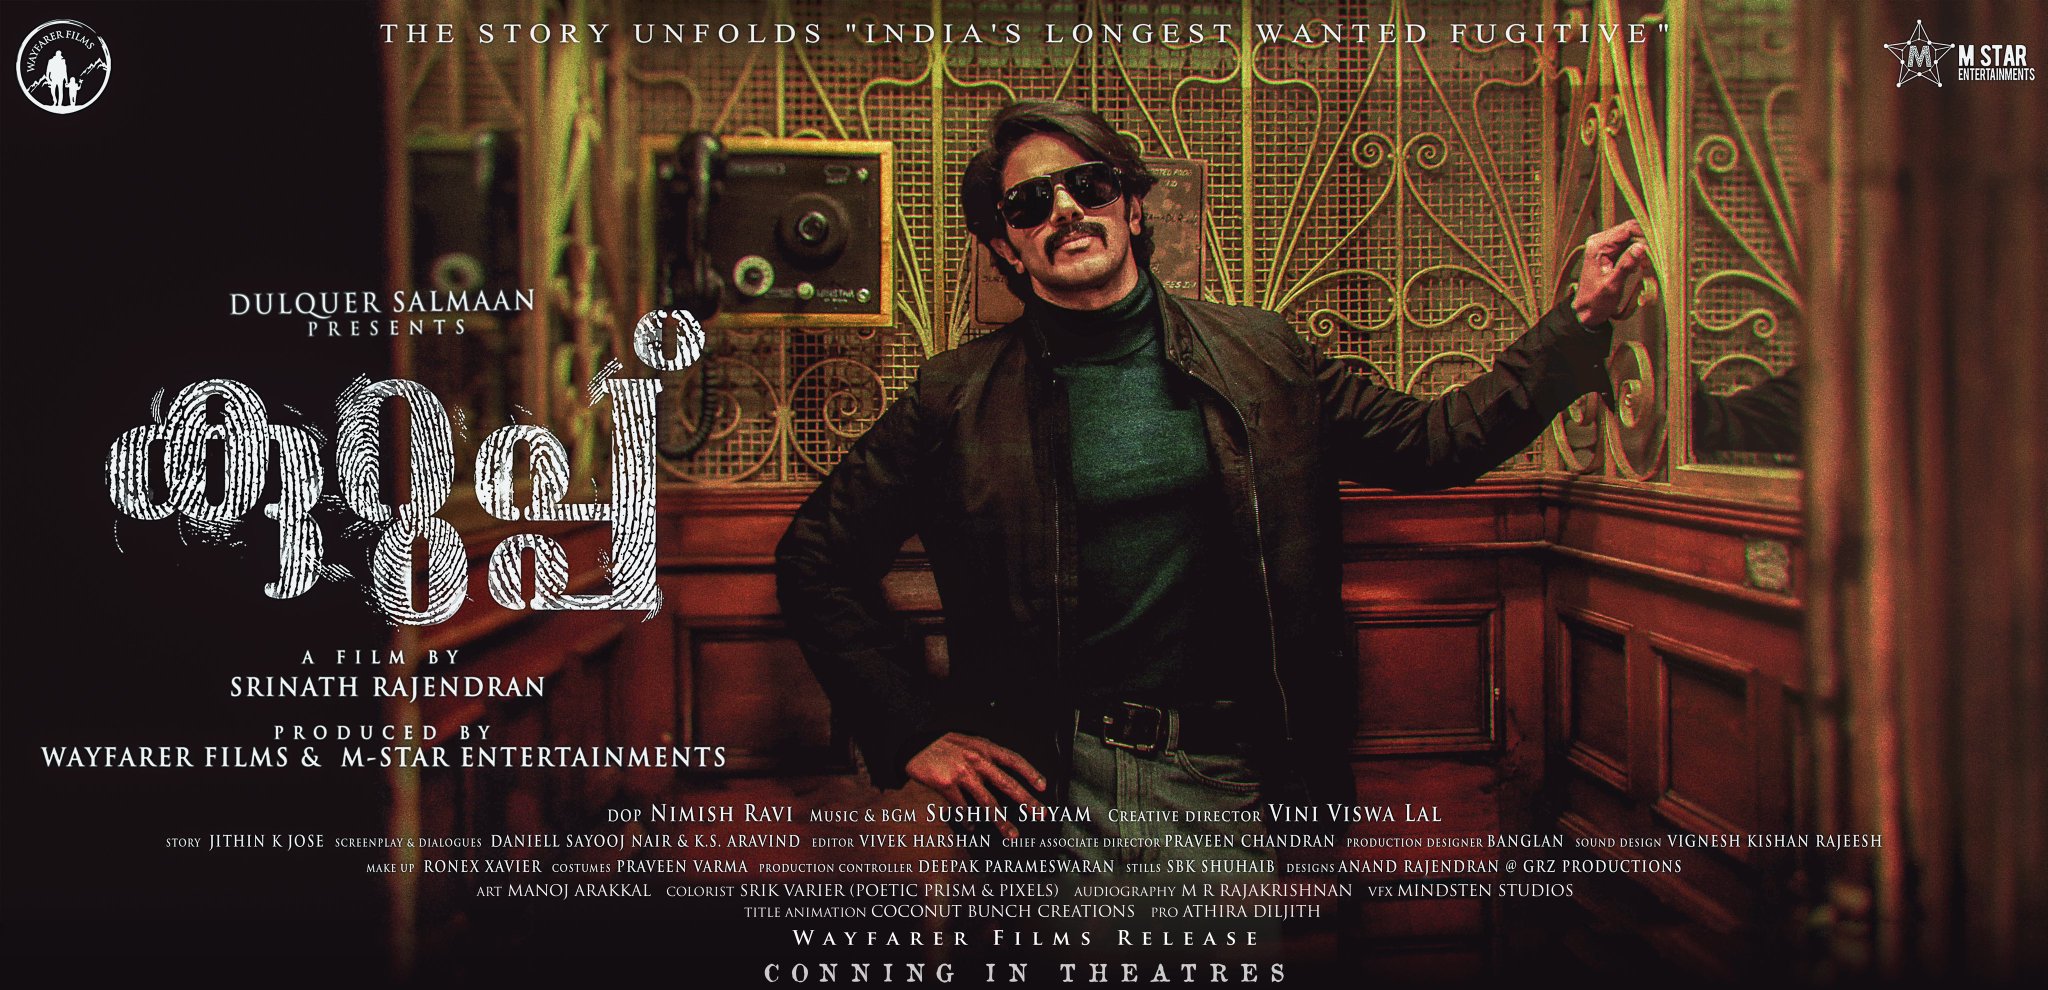 THE STORY UNFOLDS "INDIA'S LONGEST WANTED FUGITIVE"
WAYFARER FILMS
M
M STAR
ENTERTAINMENTS
DULQUER SALMAAN
PRESENTS
കുറുപ്
A FILM BY
SRINATH RAJENDRAN
PRODUCED BY
WAYFARER FILMS & M-STAR ENTERTAINMENTS
DOP NIMISH RAVI MUSIC & BGM SUSHIN SHYAM CREATIVE DIRECTOR VINI VISWA LAL
STORY JITHIN K JOSE SCREENPLAY & DIALOGUES DANIELL SAYOOJ NAIR & K.S. ARAVIND EDITOR VIVEK HARSHAN CHIEF ASSOCIATE DIRECTOR PRAVEEN CHANDRAN PRODUCTION DESIGNER BANGLAN SOUND DESIGN VIGNESH KISHAN RAJEESH
MAKE UP RONEX XAVIER COSTUMES PRAVEEN VARMA PRODUCTION CONTROLLER DEEPAK PARAMESWARAN STILLS SBK SHUHAIB DESIGNS ANAND RAJENDRAN @ GRZ PRODUCTIONS
ART MANOJ ARAKKAL COLORIST SRIK VARIER (POETIC PRISM & PIXELS) AUDIOGRAPHY M R RAJAKRISHNAN VFX MINDSTEN STUDIOS
TITLE ANIMATION COCONUT BUNCH CREATIONS PRO ATHIRA DILJITH
WAYFARER FILMS RELEASE
CONNING IN THEATRES